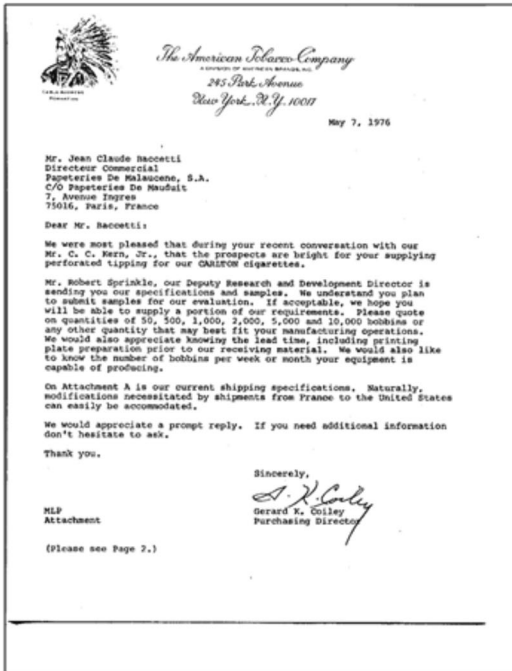 The American Tobacco Company
A DIVISION OF AMERICAN BRANDS, INC.
245 Park Avenue
New York, N.Y. 10017
May 7, 1976
Mr. Jean Claude Baccetti
Directeur Commercial
Papeteries De Malaucene, S.A.
C/O Papeteries De Mauduit
7, Avenue Ingres
75016, Paris, France
Dear Mr. Baccetti:
We were most pleased that during your recent conversation with our
Mr. C. C. Kern, Jr., that the prospects are bright for your supplying
perforated tipping for our CARLTON cigarettes.
Mr. Robert Sprinkle, our Deputy Research and Development Director is
sending you our specifications and samples. We understand you plan
to submit samples for our evaluation. If acceptable, we hope you
will be able to supply a portion of our requirements. Please quote
on quantities of 50, 500, 1,000, 2,000, 5,000 and 10,000 bobbins or
any other quantity that may best fit your manufacturing operations.
We would also appreciate knowing the lead time, including printing
plate preparation prior to our receiving material. We would also like
to know the number of bobbins per week or month your equipment is
capable of producing.
On Attachment A is our current shipping specifications. Naturally,
modifications necessitated by shipments from France to the United States
can easily be accommodated.
We would appreciate a prompt reply. If you need additional information
don't hesitate to ask.
Thank you.
Sincerely,
Gerard K. Coiley
Purchasing Director
MLP
Attachment
(Please see Page 2.)